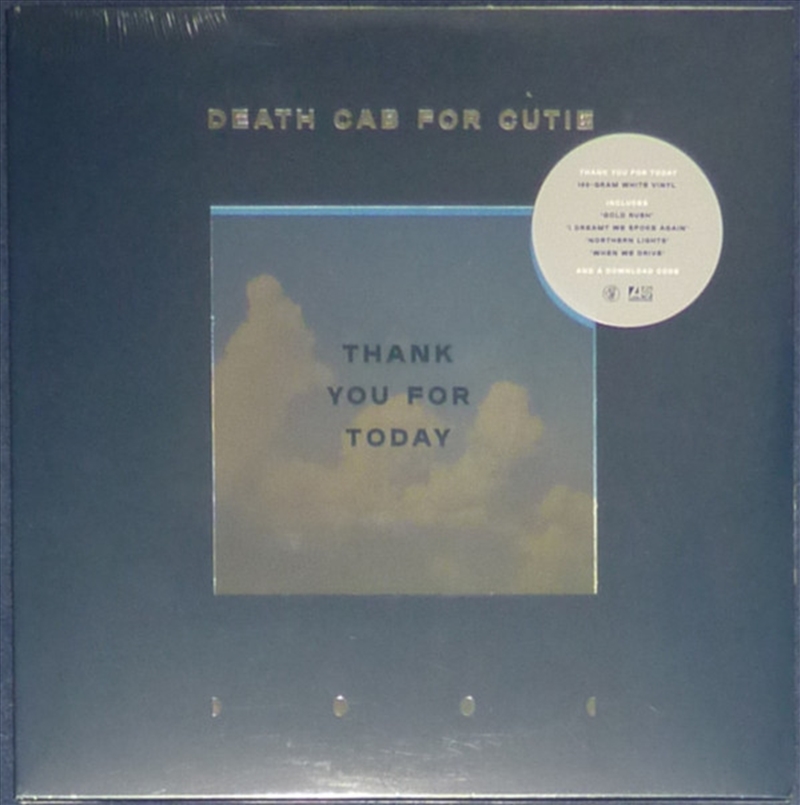 DEATH CAB FOR CUTIE
THANK YOU FOR TODAY
180-GRAM WHITE VINYL
INCLUDES
'GOLD RUSH'
'I DREAMT WE SPOKE AGAIN'
'NORTHERN LIGHTS'
'WHEN WE DRIVE'
AND A DOWNLOAD CODE
THANK
YOU FOR
TODAY